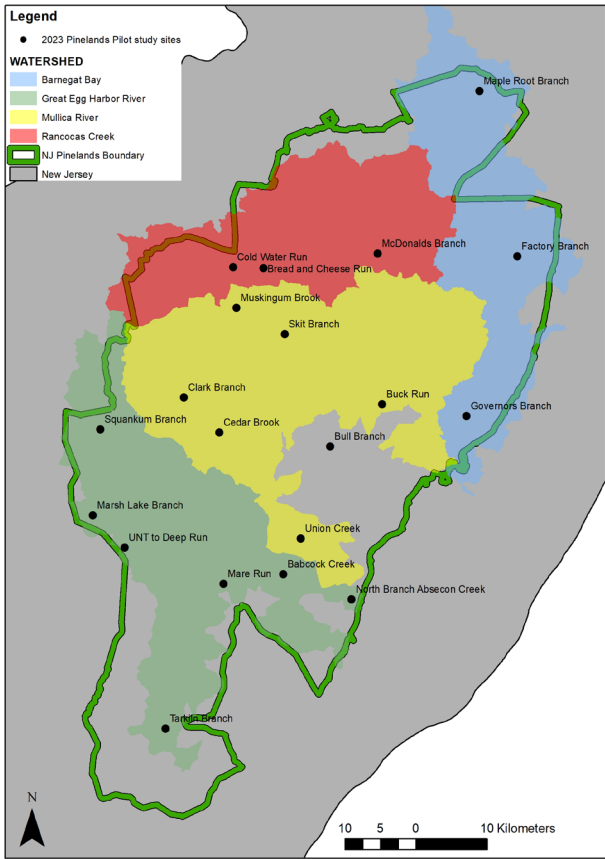 Legend
2023 Pinelands Pilot study sites
WATERSHED
Barnegat Bay
Great Egg Harbor River
Mullica River
Rancocas Creek
NJ Pinelands Boundary
New Jersey
Maple Root Branch
McDonalds Branch
Factory Branch
Cold Water Run
Bread and Cheese Run
Muskingum Brook
Skit Branch
Clark Branch
Buck Run
Squankum Branch
Cedar Brook
Governors Branch
Bull Branch
Marsh Lake Branch
Union Creek
UNT to Deep Run
Babcock Creek
Mare Run
North Branch Absecon Creek
Tarkiln Branch
N
10 5 0 10 Kilometers